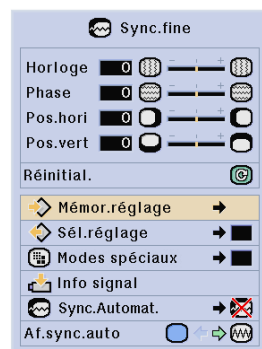 Sync.fine
Horloge 0
Phase 0
Pos.hori 0
Pos.vert 0
Réinitial.
Mémor.réglage
Sél.réglage
Modes spéciaux
Info signal
Sync.Automat.
Af.sync.auto